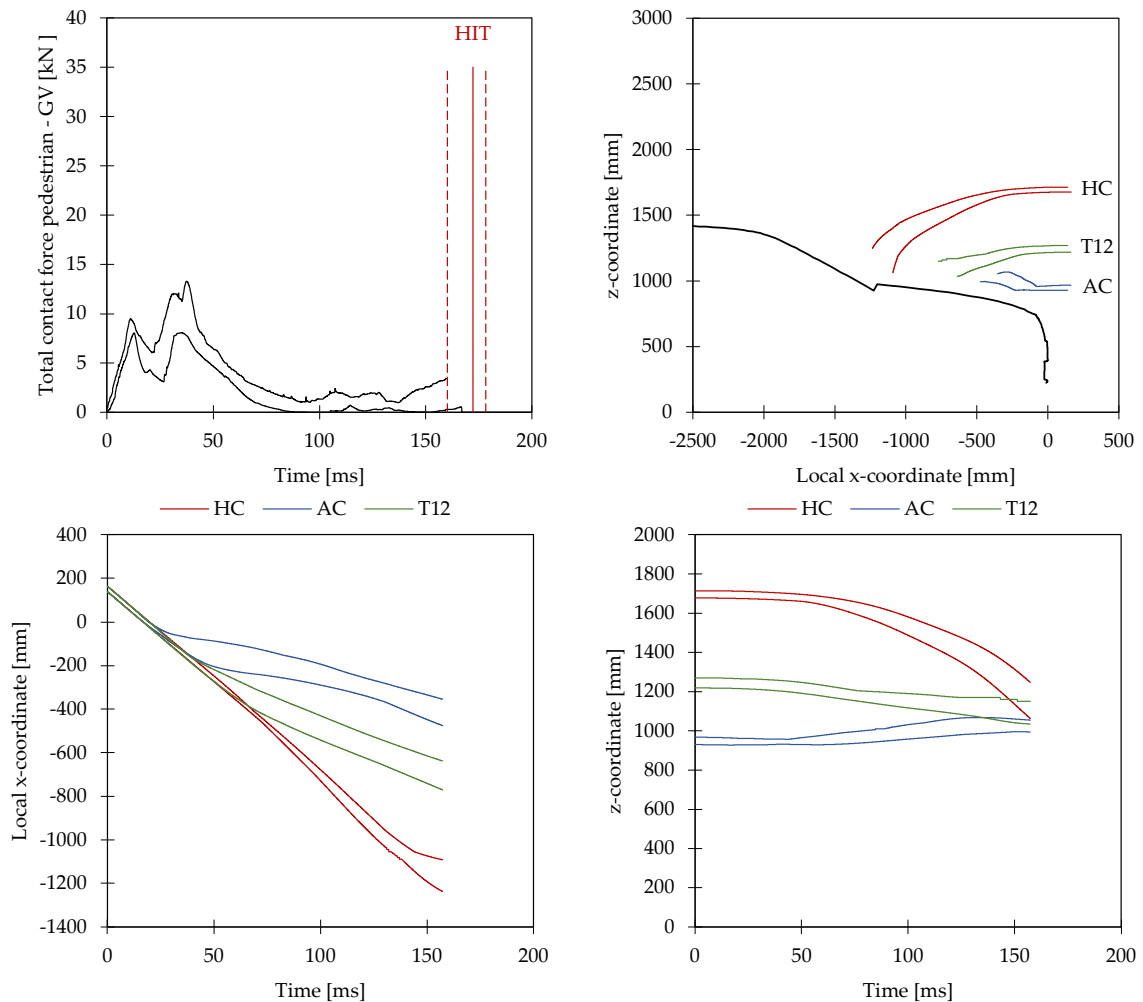 Total contact force pedestrian - GV [kN]
40
35
30
25
20
15
10
5
0
HIT
0 50 100 150 200
Time [ms]
z-coordinate [mm]
3000
2500
2000
1500
1000
500
0
HC
T12
AC
-2500 -2000 -1500 -1000 -500 0 500
Local x-coordinate [mm]
HC AC T12
Local x-coordinate [mm]
400
200
0
-200
-400
-600
-800
-1000
-1200
-1400
0 50 100 150 200
Time [ms]
HC AC T12
z-coordinate [mm]
2000
1800
1600
1400
1200
1000
800
600
400
200
0
0 50 100 150 200
Time [ms]